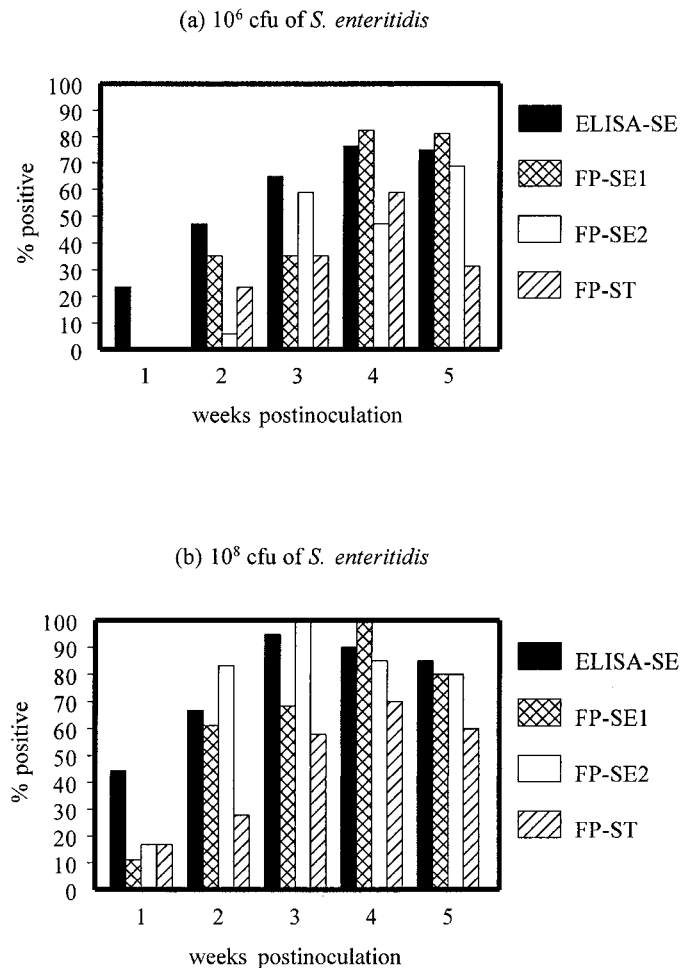 (a) 10⁶ cfu of S. enteritidis
100
90
80
70
60
50
40
30
20
10
0
% positive
1 2 3 4 5
weeks postinoculation
ELISA-SE
FP-SE1
FP-SE2
FP-ST
(b) 10⁸ cfu of S. enteritidis
100
90
80
70
60
50
40
30
20
10
0
% positive
1 2 3 4 5
weeks postinoculation
ELISA-SE
FP-SE1
FP-SE2
FP-ST